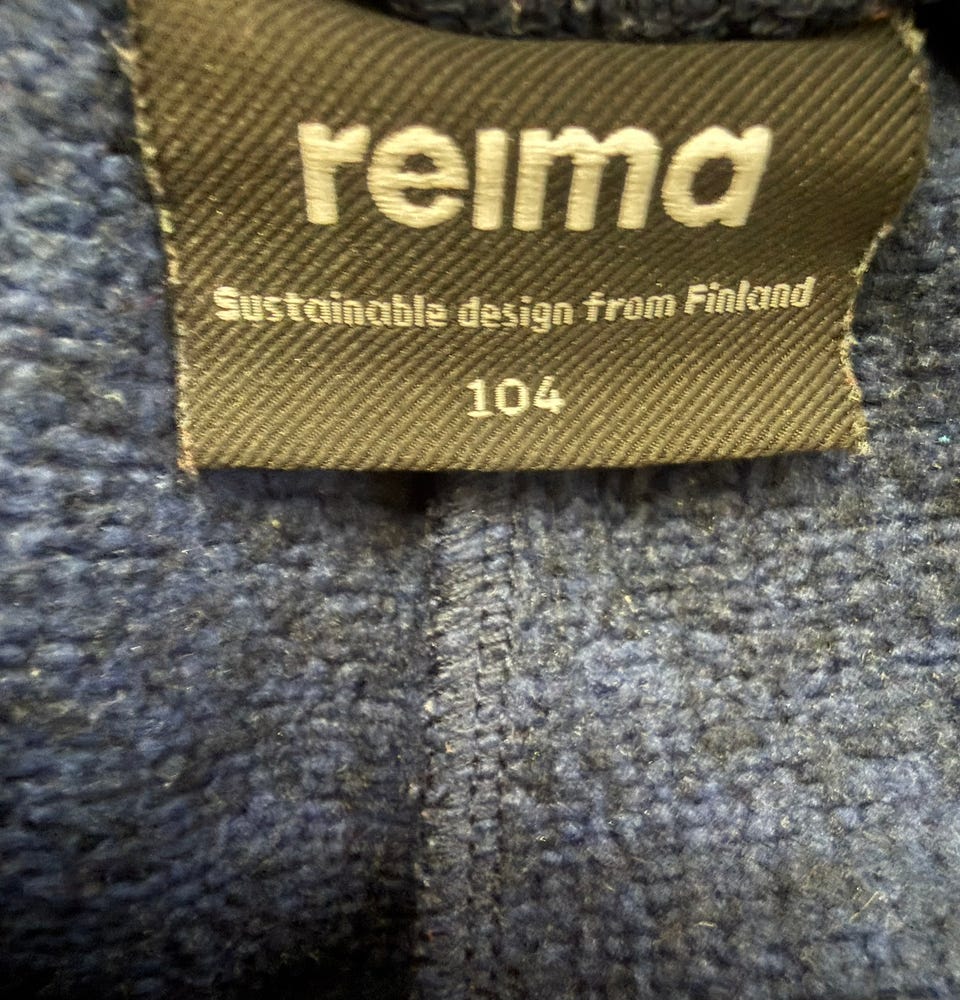 reima
Sustainable design from Finland
104